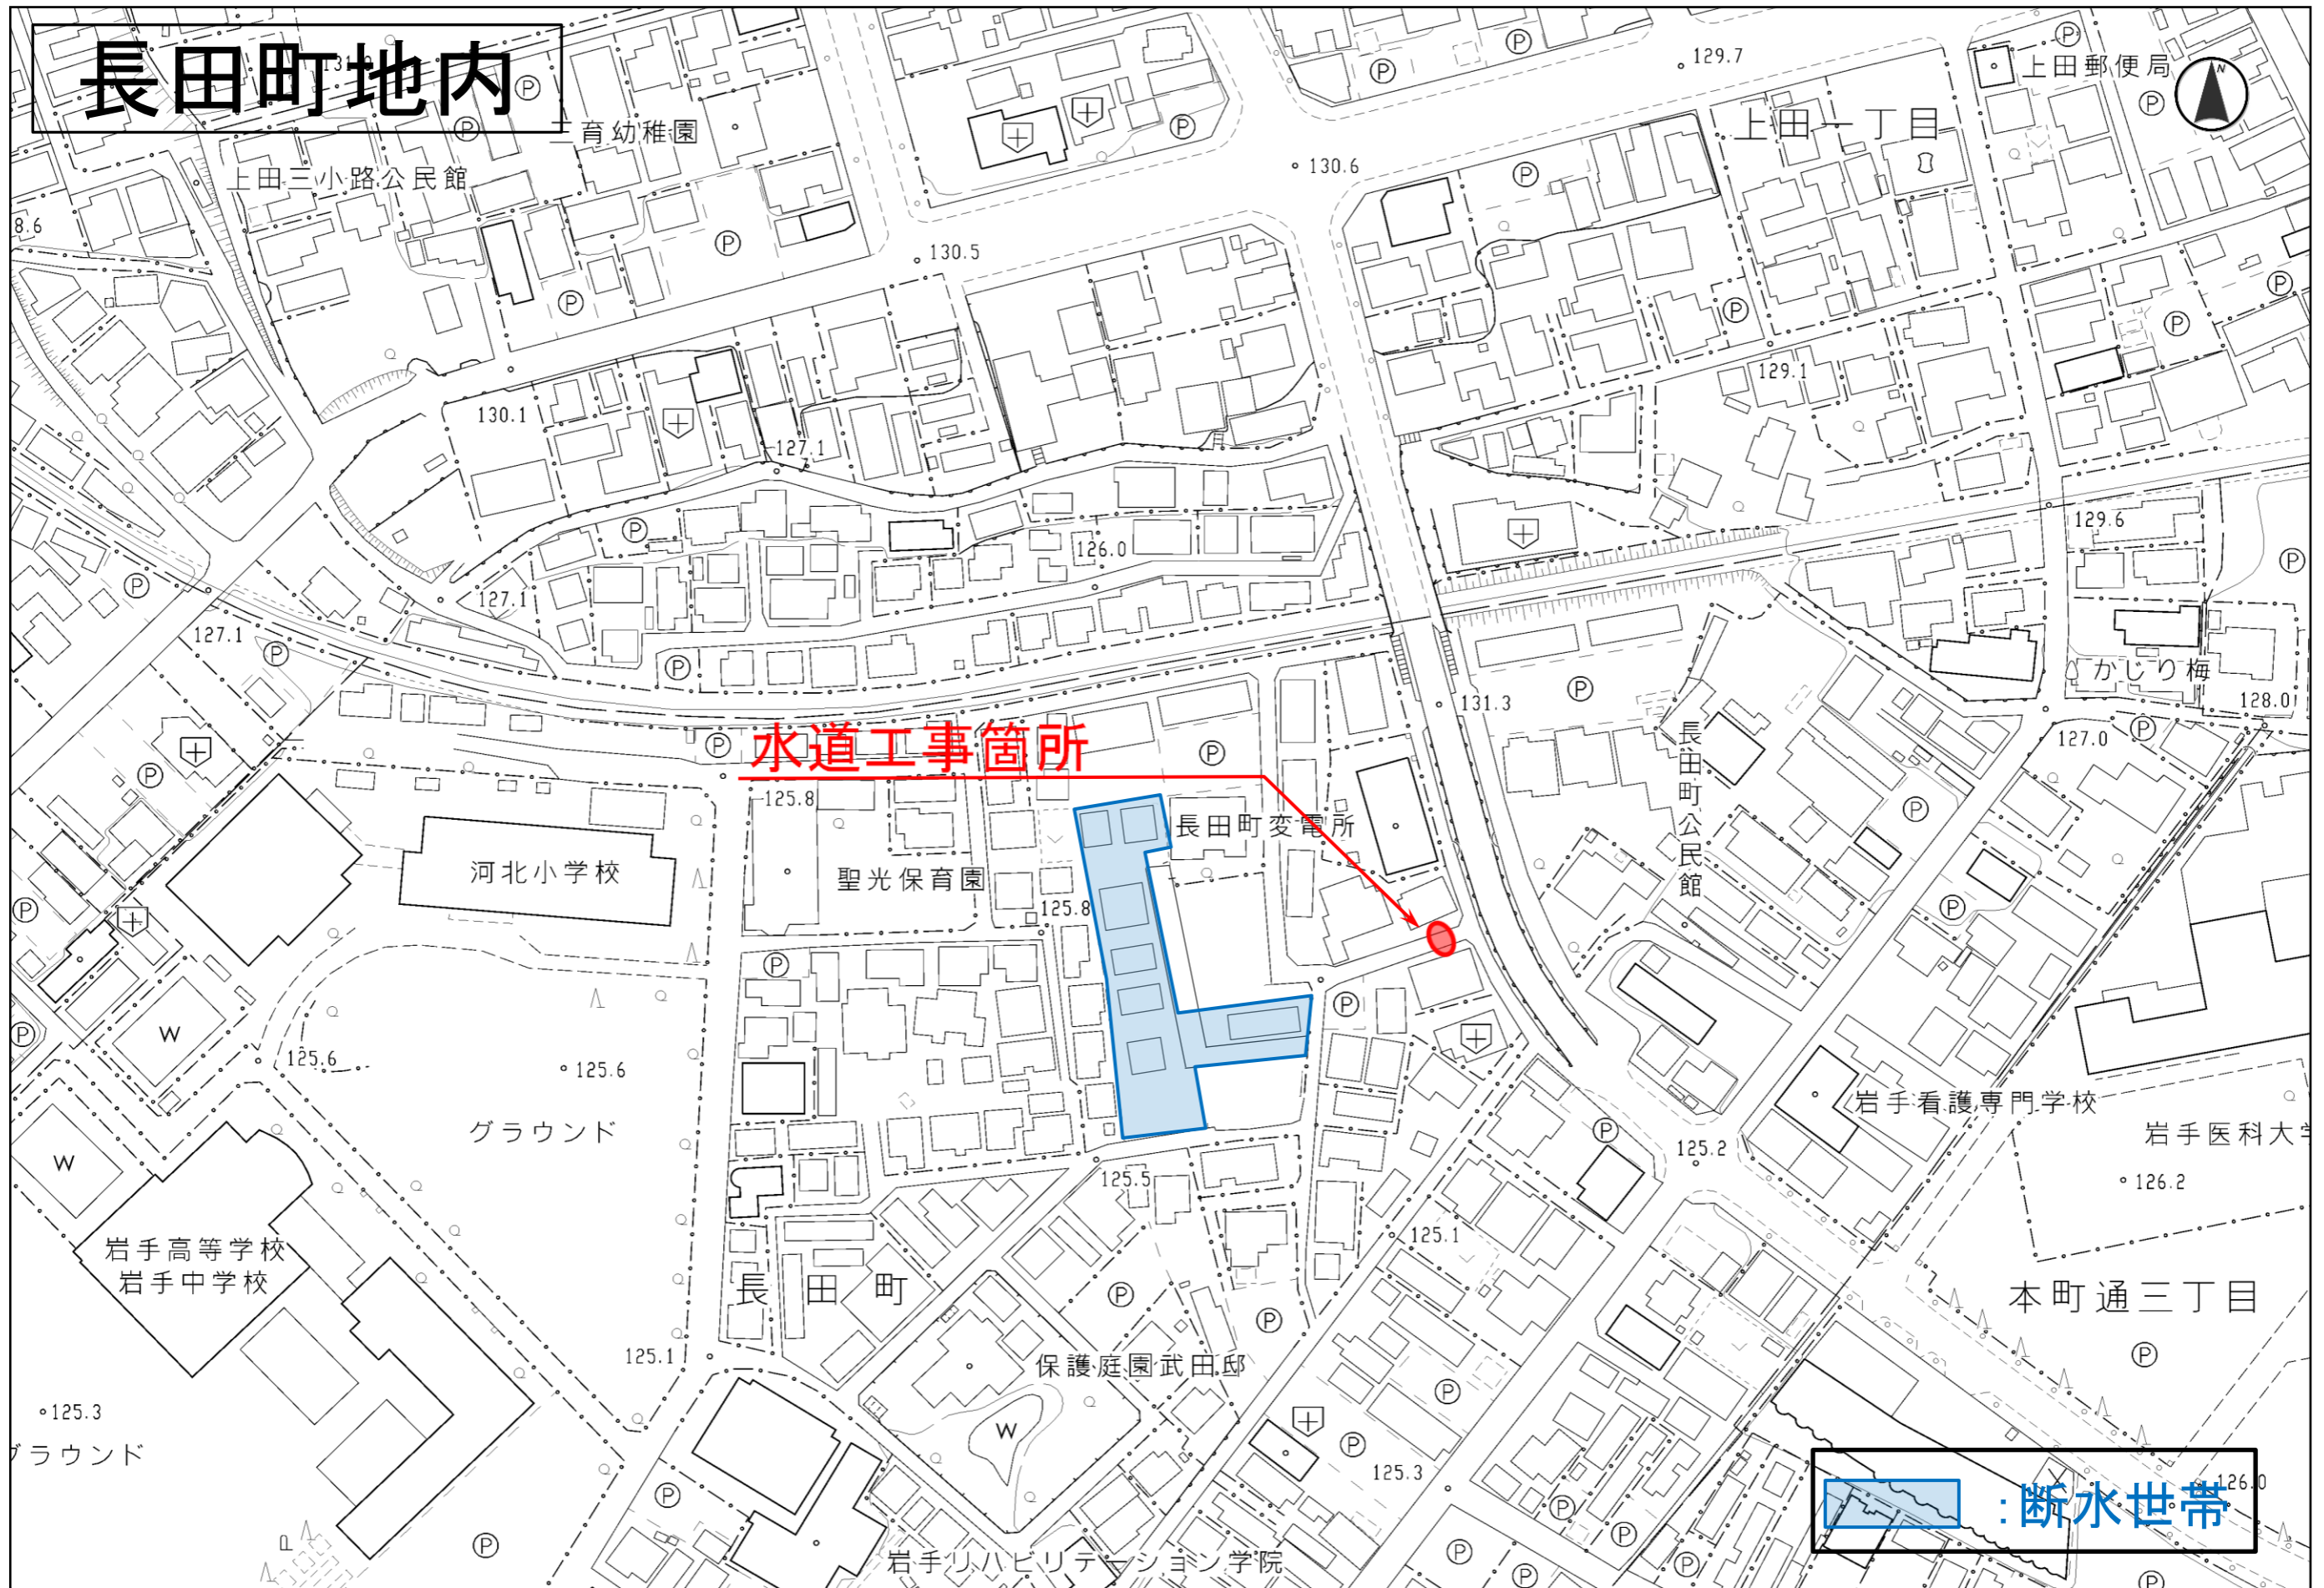 長田町地内
129.7
上田郵便局
三育幼稚園
上田一丁目
上田三小路公民館
130.6
8.6
130.5
129.1
130.1
127.1
129.6
126.0
127.1
127.1
かじり梅
128.0
131.3
127.0
水道工事箇所
長田町公民館
125.8
長田町変電所
河北小学校
聖光保育園
125.8
W
125.6
125.6
岩手看護専門学校
グラウンド
岩手医科大学
125.2
W
125.5
126.2
125.1
岩手高等学校
岩手中学校
長田町
本町通三丁目
125.1
保護庭園武田邸
125.3
W
グラウンド
125.3
126.0
:断水世帯
岩手リハビリテーション学院